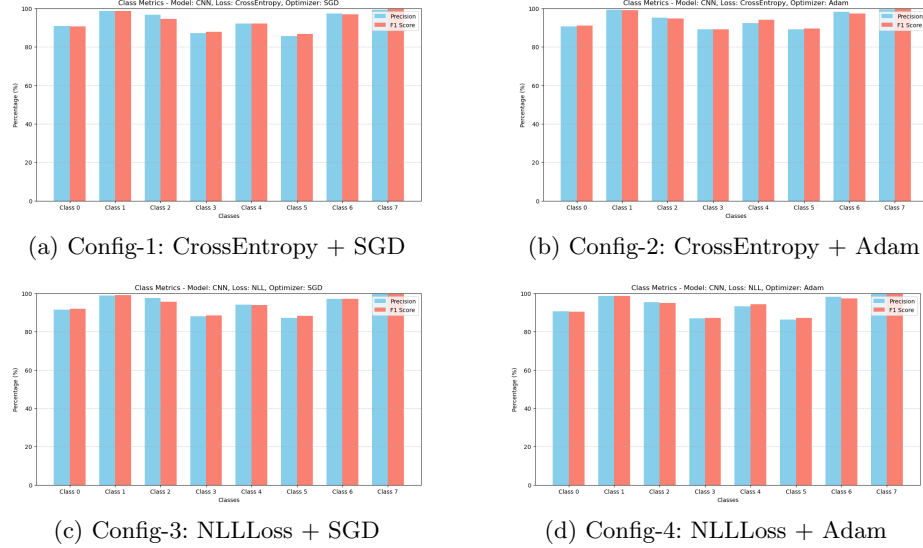 Class Metrics - Model: CNN, Loss: CrossEntropy, Optimizer: SGD
Precision
F1 Score
Percentage (%)
100
80
60
40
20
0
Class 0 Class 1 Class 2 Class 3 Class 4 Class 5 Class 6 Class 7
Classes
(a) Config-1: CrossEntropy + SGD
Class Metrics - Model: CNN, Loss: CrossEntropy, Optimizer: Adam
Precision
F1 Score
Percentage (%)
100
80
60
40
20
0
Class 0 Class 1 Class 2 Class 3 Class 4 Class 5 Class 6 Class 7
Classes
(b) Config-2: CrossEntropy + Adam
Class Metrics - Model: CNN, Loss: NLL, Optimizer: SGD
Precision
F1 Score
Percentage (%)
100
80
60
40
20
0
Class 0 Class 1 Class 2 Class 3 Class 4 Class 5 Class 6 Class 7
Classes
(c) Config-3: NLLLoss + SGD
Class Metrics - Model: CNN, Loss: NLL, Optimizer: Adam
Precision
F1 Score
Percentage (%)
100
80
60
40
20
0
Class 0 Class 1 Class 2 Class 3 Class 4 Class 5 Class 6 Class 7
Classes
(d) Config-4: NLLLoss + Adam